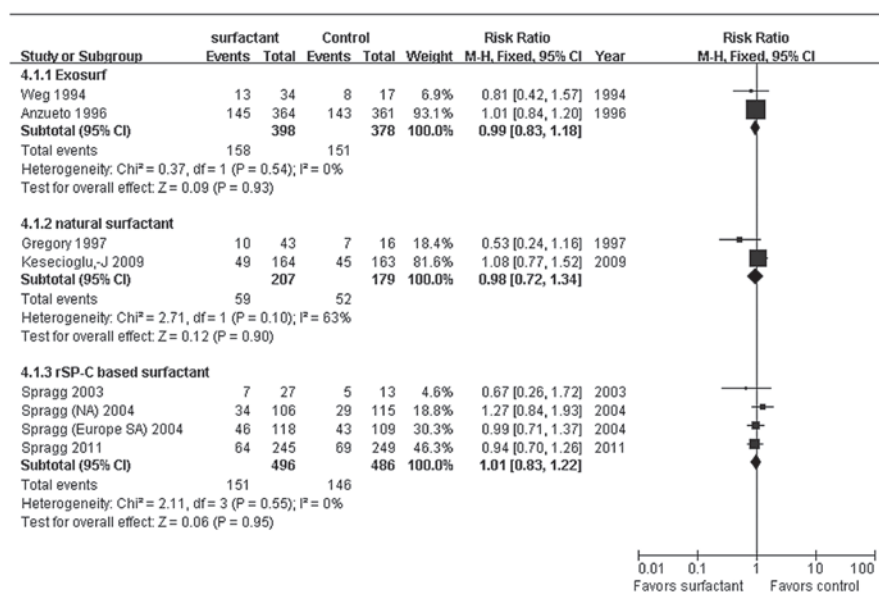 surfactant Control Risk Ratio Risk Ratio
Study or Subgroup Events Total Events Total Weight M-H, Fixed, 95% CI Year M-H, Fixed, 95% CI
4.1.1 Exosurf
Weg 1994 13 34 8 17 6.9% 0.81 [0.42, 1.57] 1994
Anzueto 1996 145 364 143 361 93.1% 1.01 [0.84, 1.20] 1996
Subtotal (95% CI) 398 378 100.0% 0.99 [0.83, 1.18]
Total events 158 151
Heterogeneity: Chi² = 0.37, df = 1 (P = 0.54); I² = 0%
Test for overall effect: Z = 0.09 (P = 0.93)
4.1.2 natural surfactant
Gregory 1997 10 43 7 16 18.4% 0.53 [0.24, 1.16] 1997
Kesecioglu,-J 2009 49 164 45 163 81.6% 1.08 [0.77, 1.52] 2009
Subtotal (95% CI) 207 179 100.0% 0.98 [0.72, 1.34]
Total events 59 52
Heterogeneity: Chi² = 2.71, df = 1 (P = 0.10); I² = 63%
Test for overall effect: Z = 0.12 (P = 0.90)
4.1.3 rSP-C based surfactant
Spragg 2003 7 27 5 13 4.6% 0.67 [0.26, 1.72] 2003
Spragg (NA) 2004 34 106 29 115 18.8% 1.27 [0.84, 1.93] 2004
Spragg (Europe SA) 2004 46 118 43 109 30.3% 0.99 [0.71, 1.37] 2004
Spragg 2011 64 245 69 249 46.3% 0.94 [0.70, 1.26] 2011
Subtotal (95% CI) 496 486 100.0% 1.01 [0.83, 1.22]
Total events 151 146
Heterogeneity: Chi² = 2.11, df = 3 (P = 0.55); I² = 0%
Test for overall effect: Z = 0.06 (P = 0.95)
0.01 0.1 1 10 100
Favors surfactant Favors control